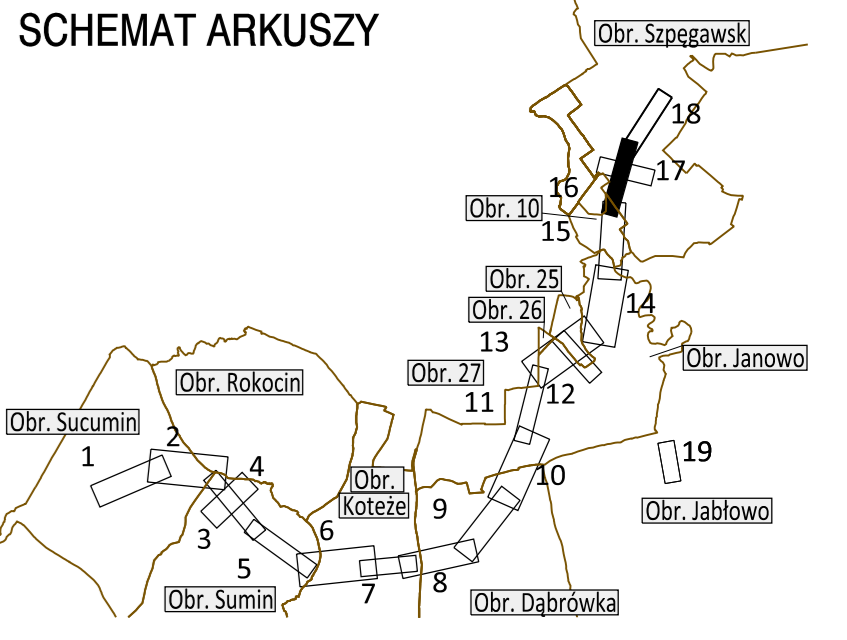 SCHEMAT ARKUSZY
Obr. Szpęgawsk
18
17
16
Obr. 10
15
Obr. 25
14
Obr. 26
13
Obr. Janowo
Obr. 27
Obr. Rokocin
12
11
Obr. Sucumin
2
1
19
4
10
Obr.
Koteże
9
Obr. Jabłowo
6
3
5
8
7
Obr. Sumin
Obr. Dąbrówka